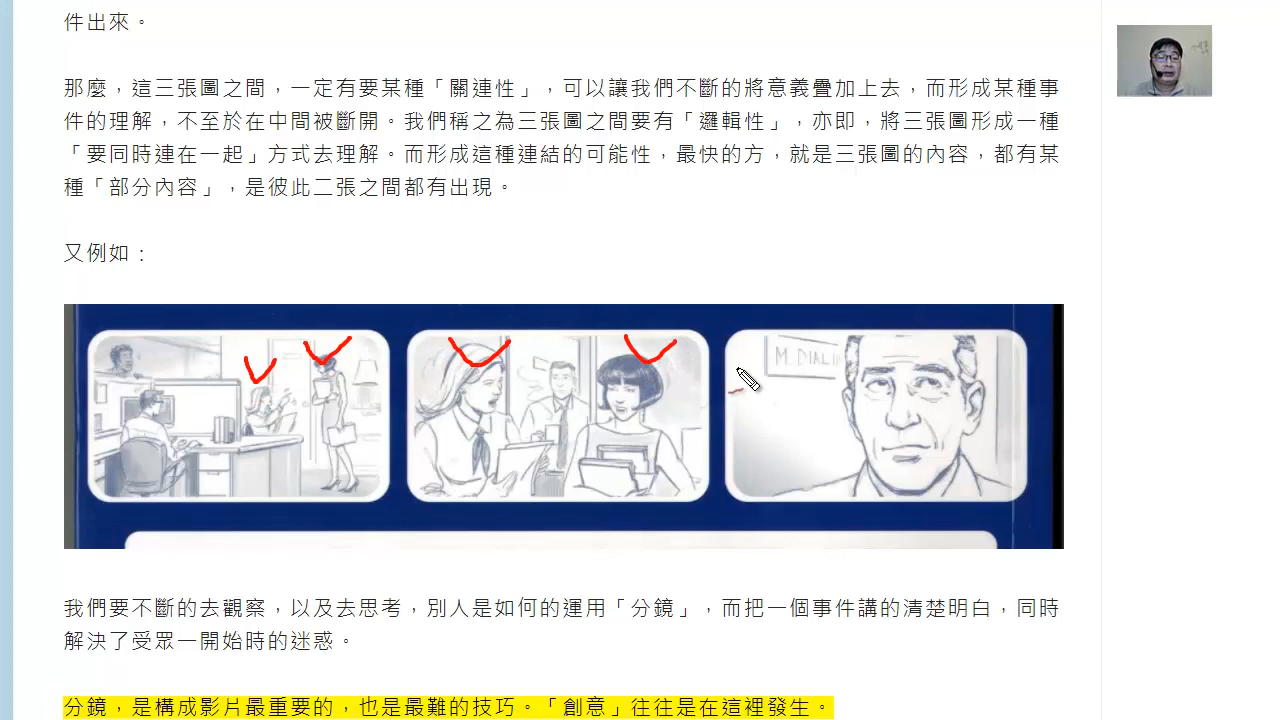 件出來。
那麼，這三張圖之間，一定有要某種「關連性」，可以讓我們不斷的將意義疊加上去，而形成某種事
件的理解，不至於在中間被斷開。我們稱之為三張圖之間要有「邏輯性」，亦即，將三張圖形成一種
「要同時連在一起」方式去理解。而形成這種連結的可能性，最快的方，就是三張圖的內容，都有某
種「部分內容」，是彼此二張之間都有出現。
又例如：
M. DIAL
我們要不斷的去觀察，以及去思考，別人是如何的運用「分鏡」，而把一個事件講的清楚明白，同時
解決了受眾一開始時的迷惑。
分鏡，是構成影片最重要的，也是最難的技巧。「創意」往往是在這裡發生。